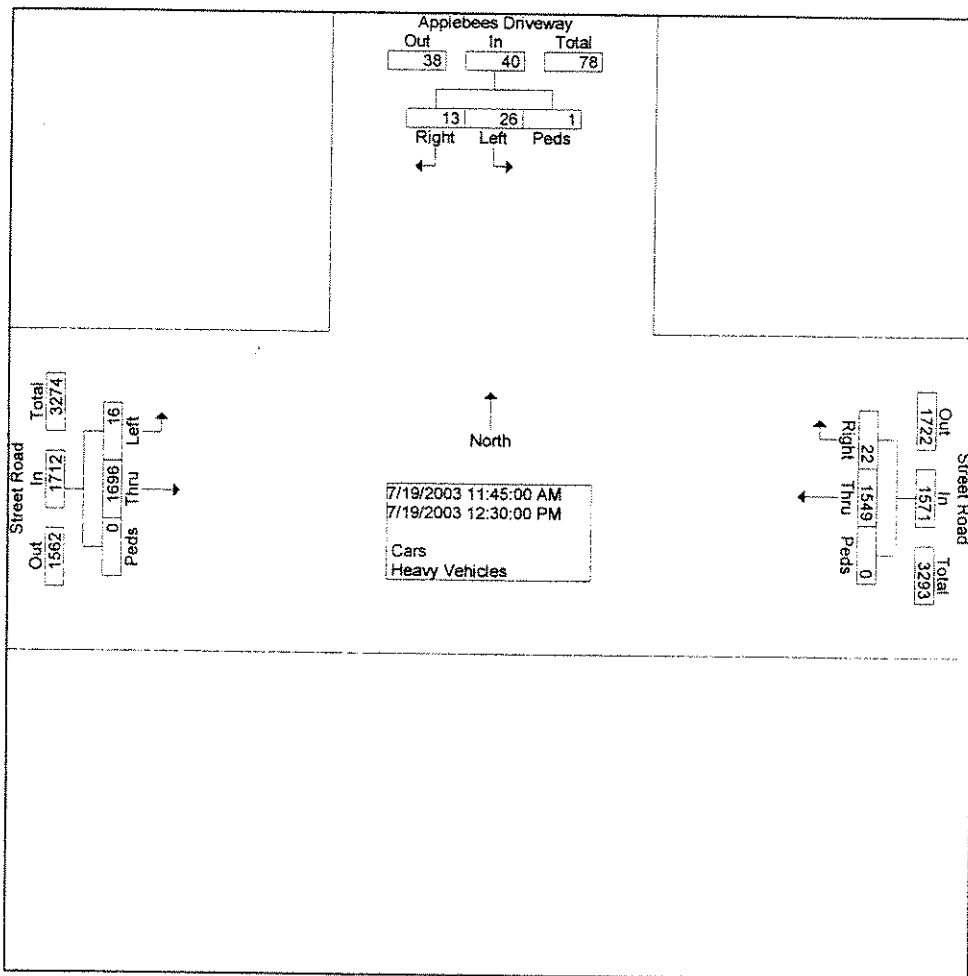 Applebees Driveway
Out In Total
38 40 78
13 26 1
Right Left Peds
North
7/19/2003 11:45:00 AM
7/19/2003 12:30:00 PM
Cars
Heavy Vehicles
Street Road
Out In Total
1562 1712 3274
Left Thru Peds
16 1696 0
Street Road
Out In Total
1722 1571 3293
Right Thru Peds
22 1549 0